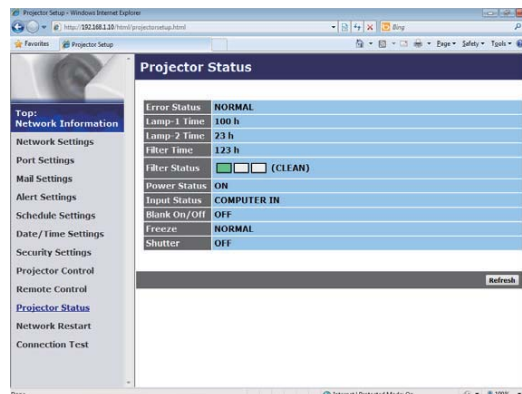 Projector Setup - Windows Internet Explorer
http://192.168.1.10/html/projectorsetup.html
Bing
Favorites
Projector Setup
Page
Safety
Tools
Projector Status
Top:
Network Information
Network Settings
Port Settings
Mail Settings
Alert Settings
Schedule Settings
Date/Time Settings
Security Settings
Projector Control
Remote Control
Projector Status
Network Restart
Connection Test
Error Status NORMAL
Lamp-1 Time 100 h
Lamp-2 Time 23 h
Filter Time 123 h
Filter Status (CLEAN)
Power Status ON
Input Status COMPUTER IN
Blank On/Off OFF
Freeze NORMAL
Shutter OFF
Refresh